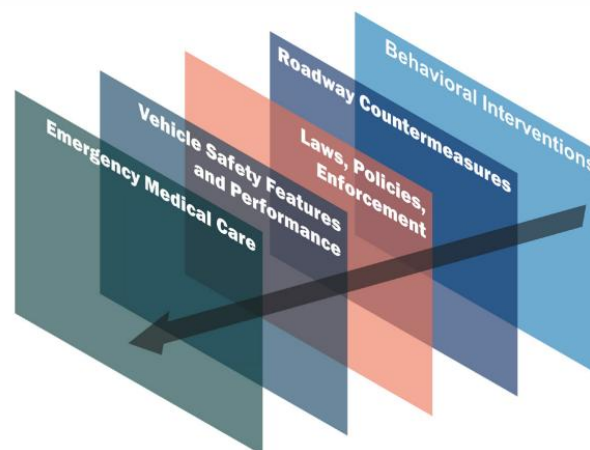 Behavioral Interventions
Roadway Countermeasures
Laws, Policies,
Enforcement
Vehicle Safety Features
and Performance
Emergency Medical Care